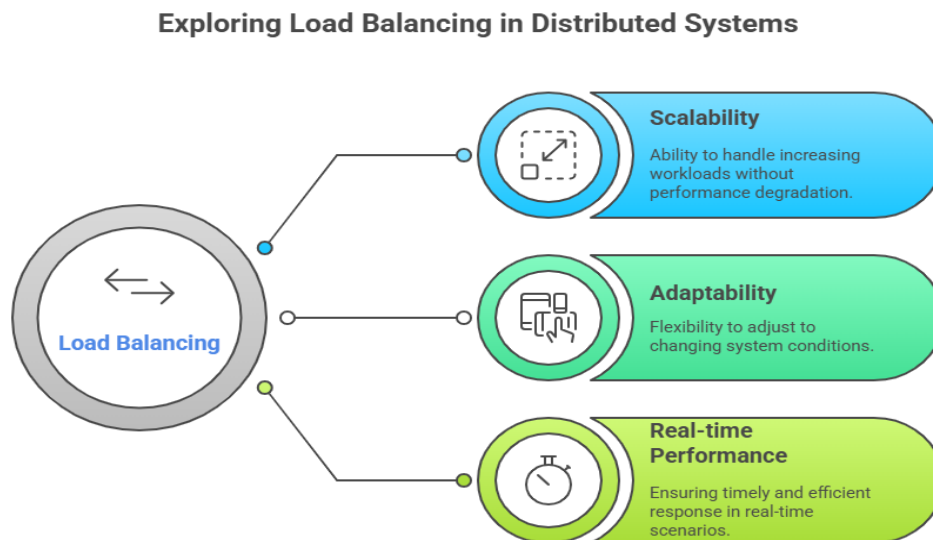 Exploring Load Balancing in Distributed Systems
Load Balancing
Scalability
Ability to handle increasing
workloads without
performance degradation.
Adaptability
Flexibility to adjust to
changing system conditions.
Real-time
Performance
Ensuring timely and efficient
response in real-time
scenarios.